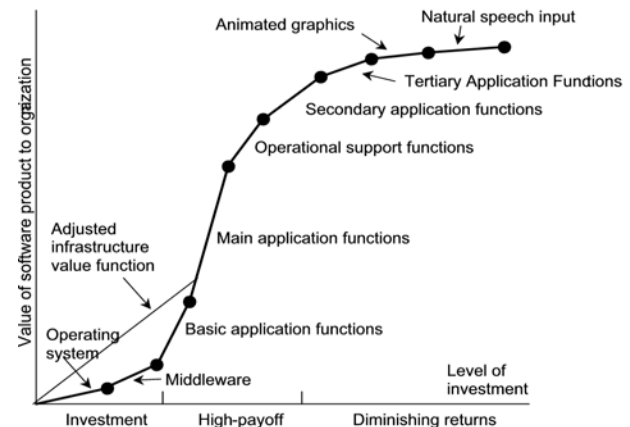 Natural speech input
Animated graphics
Tertiary Application Fundions
Secondary application functions
Operational support functions
Value of software product to orgzization
Adjusted
infrastructure
value function
Main application functions
Operating
system
Basic application functions
Middleware
Level of
investment
Investment
High-payoff
Diminishing returns